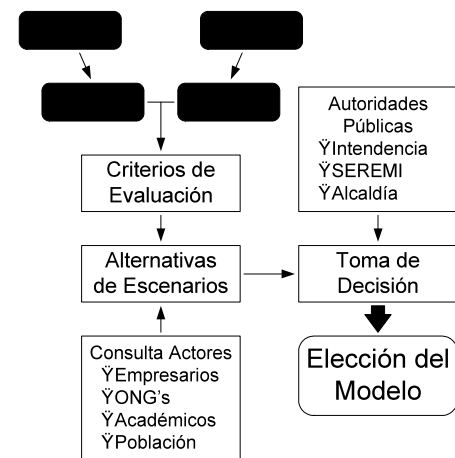 Criterios de
Evaluación
Alternativas
de Escenarios
Consulta Actores
ŸEmpresarios
ŸONG's
ŸAcadémicos
ŸPoblación
Autoridades
Públicas
ŸIntendencia
ŸSEREMI
ŸAlcaldía
Toma de
Decisión
Elección del
Modelo